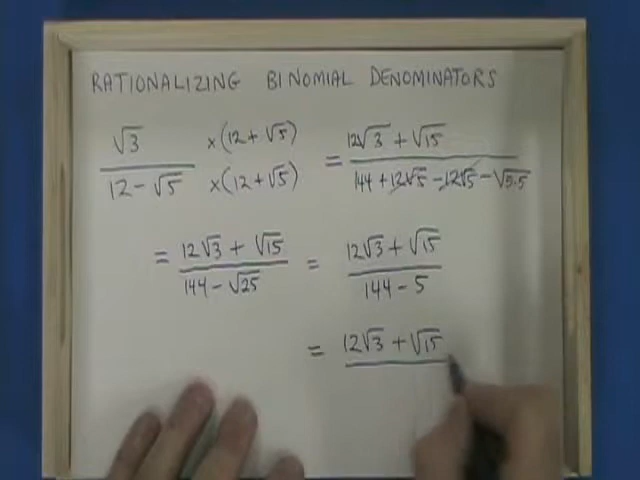 RATIONALIZING BINOMIAL DENOMINATORS
√3 / 12 - √5 ×(12 + √5) / ×(12 + √5) = 12√3 + √15 / 144 + 12√5 - 12√5 - √5·5
= 12√3 + √15 / 144 - √25 = 12√3 + √15 / 144 - 5
= 12√3 + √15